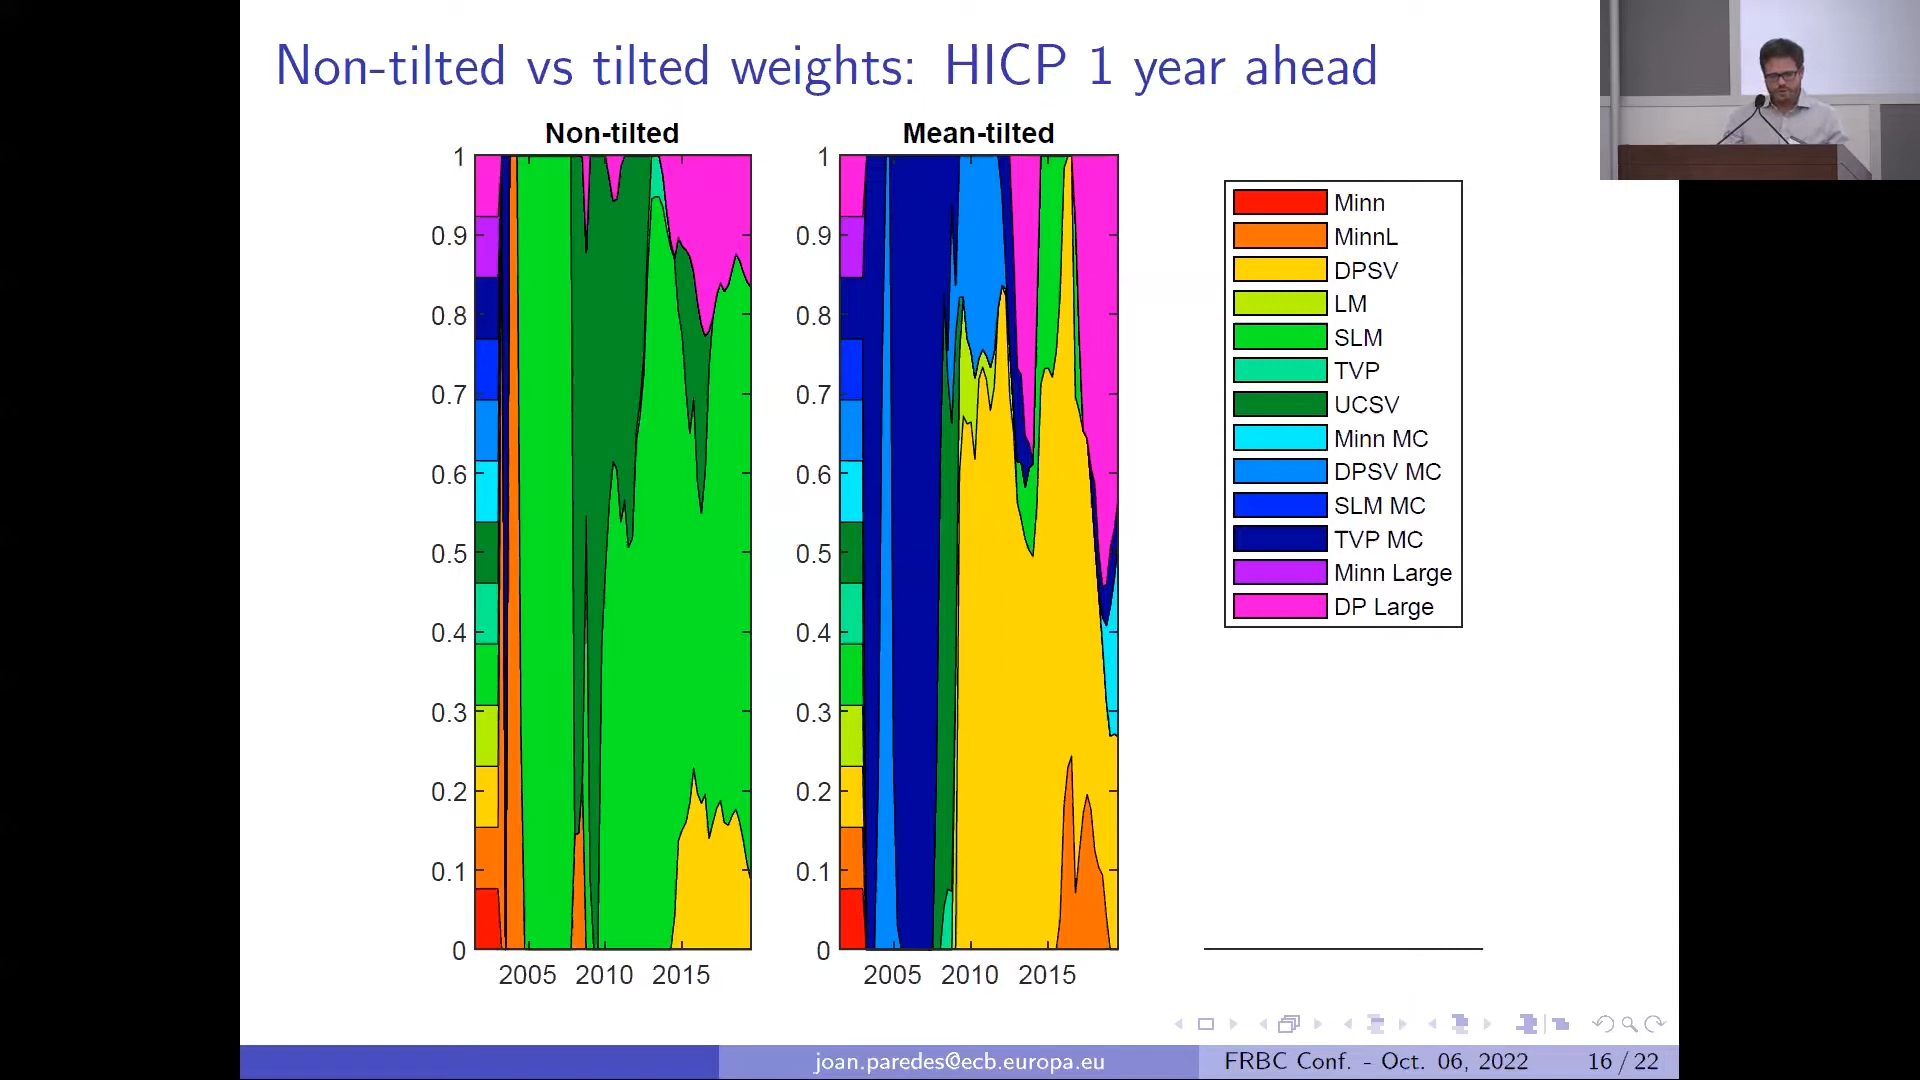 Non-tilted vs tilted weights: HICP 1 year ahead
Non-tilted
1
0.9
0.8
0.7
0.6
0.5
0.4
0.3
0.2
0.1
0
2005 2010 2015
Mean-tilted
1
0.9
0.8
0.7
0.6
0.5
0.4
0.3
0.2
0.1
0
2005 2010 2015
Minn
MinnL
DPSV
LM
SLM
TVP
UCSV
Minn MC
DPSV MC
SLM MC
TVP MC
Minn Large
DP Large
joan.paredes@ecb.europa.eu
FRBC Conf. - Oct. 06, 2022
16 / 22